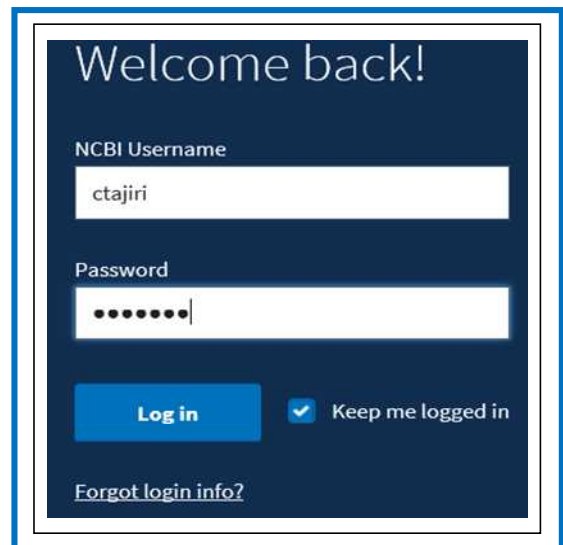 Welcome back!
NCBI Username
ctajiri
Password
•••••••
Log in
Keep me logged in
Forgot login info?